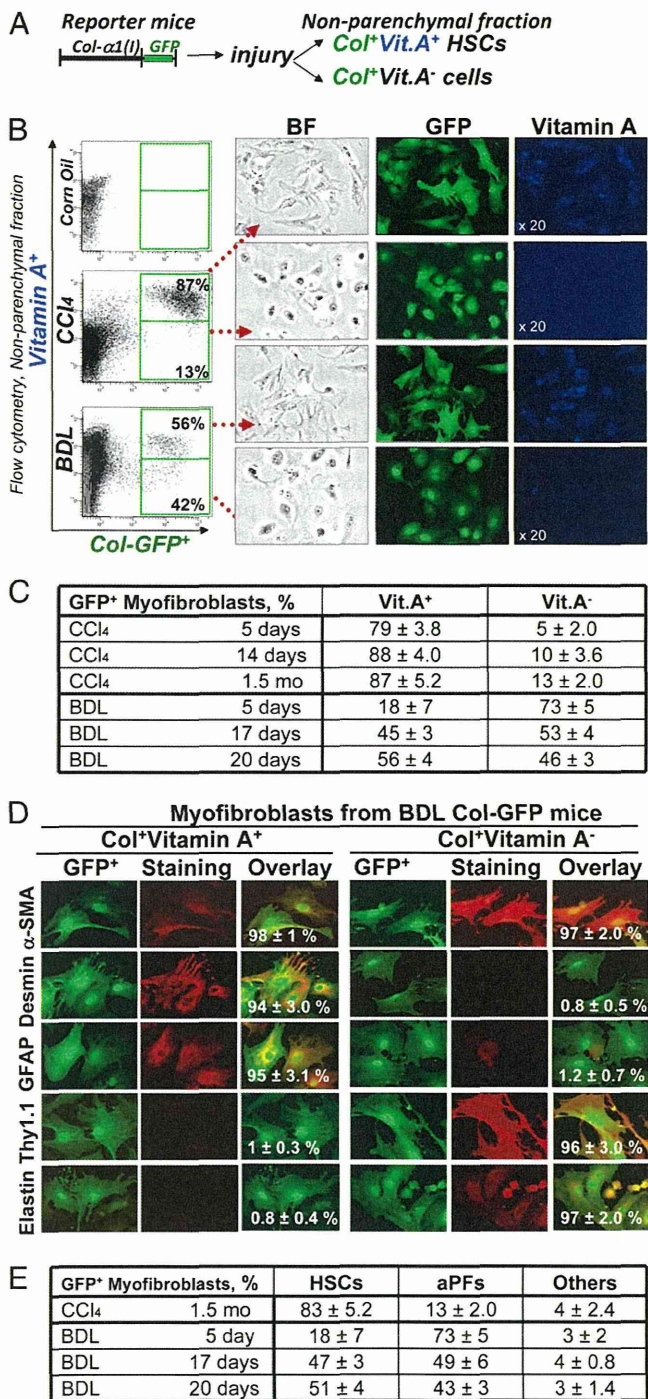 A
Reporter mice
Col-α1(I) GFP
injury
Non-parenchymal fraction
Col⁺Vit.A⁺ HSCs
Col⁺Vit.A⁻ cells
B
BF GFP Vitamin A
Flow cytometry, Non-parenchymal fraction
Vitamin A⁺
Corn Oil
x 20
CCl₄
87%
13%
x 20
BDL
56%
42%
x 20
Col-GFP⁺
C
GFP⁺ Myofibroblasts, % Vit.A⁺ Vit.A⁻
CCl₄ 5 days 79 ± 3.8 5 ± 2.0
CCl₄ 14 days 88 ± 4.0 10 ± 3.6
CCl₄ 1.5 mo 87 ± 5.2 13 ± 2.0
BDL 5 days 18 ± 7 73 ± 5
BDL 17 days 45 ± 3 53 ± 4
BDL 20 days 56 ± 4 46 ± 3
D
Myofibroblasts from BDL Col-GFP mice
Col⁺Vitamin A⁺ Col⁺Vitamin A⁻
GFP⁺ Staining Overlay GFP⁺ Staining Overlay
α-SMA 98 ± 1 % 97 ± 2.0 %
Desmin 94 ± 3.0 % 0.8 ± 0.5 %
GFAP 95 ± 3.1 % 1.2 ± 0.7 %
Thy1.1 1 ± 0.3 % 96 ± 3.0 %
Elastin 0.8 ± 0.4 % 97 ± 2.0 %
E
GFP⁺ Myofibroblasts, % HSCs aPFs Others
CCl₄ 1.5 mo 83 ± 5.2 13 ± 2.0 4 ± 2.4
BDL 5 day 18 ± 7 73 ± 5 3 ± 2
BDL 17 days 47 ± 3 49 ± 6 4 ± 0.8
BDL 20 days 51 ± 4 43 ± 3 3 ± 1.4